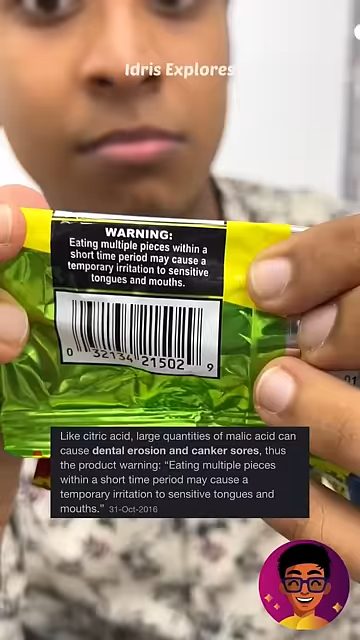 Idris Explores
WARNING:
Eating multiple pieces within a
short time period may cause a
temporary irritation to sensitive
tongues and mouths.
0 32134 21502 9
Like citric acid, large quantities of malic acid can
cause dental erosion and canker sores, thus
the product warning: “Eating multiple pieces
within a short time period may cause a
temporary irritation to sensitive tongues and
mouths.” 31-Oct-2016